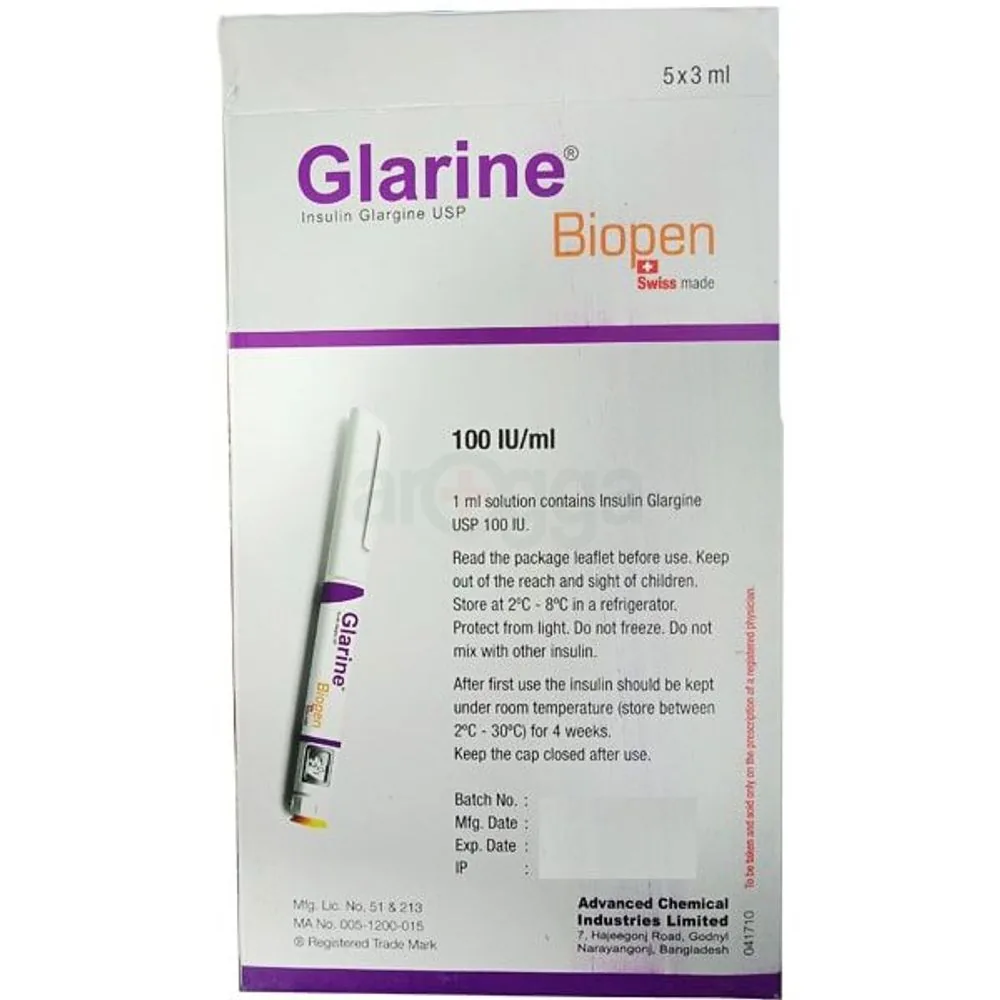 5 x 3 ml
Glarine®
Insulin Glargine USP
Biopen
Swiss made
100 IU/ml
arogga
1 ml solution contains Insulin Glargine
USP 100 IU.
Read the package leaflet before use. Keep
out of the reach and sight of children.
Store at 2ºC - 8ºC in a refrigerator.
Protect from light. Do not freeze. Do not
mix with other insulin.
After first use the insulin should be kept
under room temperature (store between
2ºC - 30ºC) for 4 weeks.
Keep the cap closed after use.
Glarine®
Biopen
Batch No. :
Mfg. Date :
Exp. Date :
IP :
To be taken and sold only on the prescription of a registered physician.
Mfg. Lic. No. 51 & 213
MA No. 005-1200-015
® Registered Trade Mark
Advanced Chemical
Industries Limited
7, Hajeegonj Road, Godnyl
Narayangonj, Bangladesh
041710